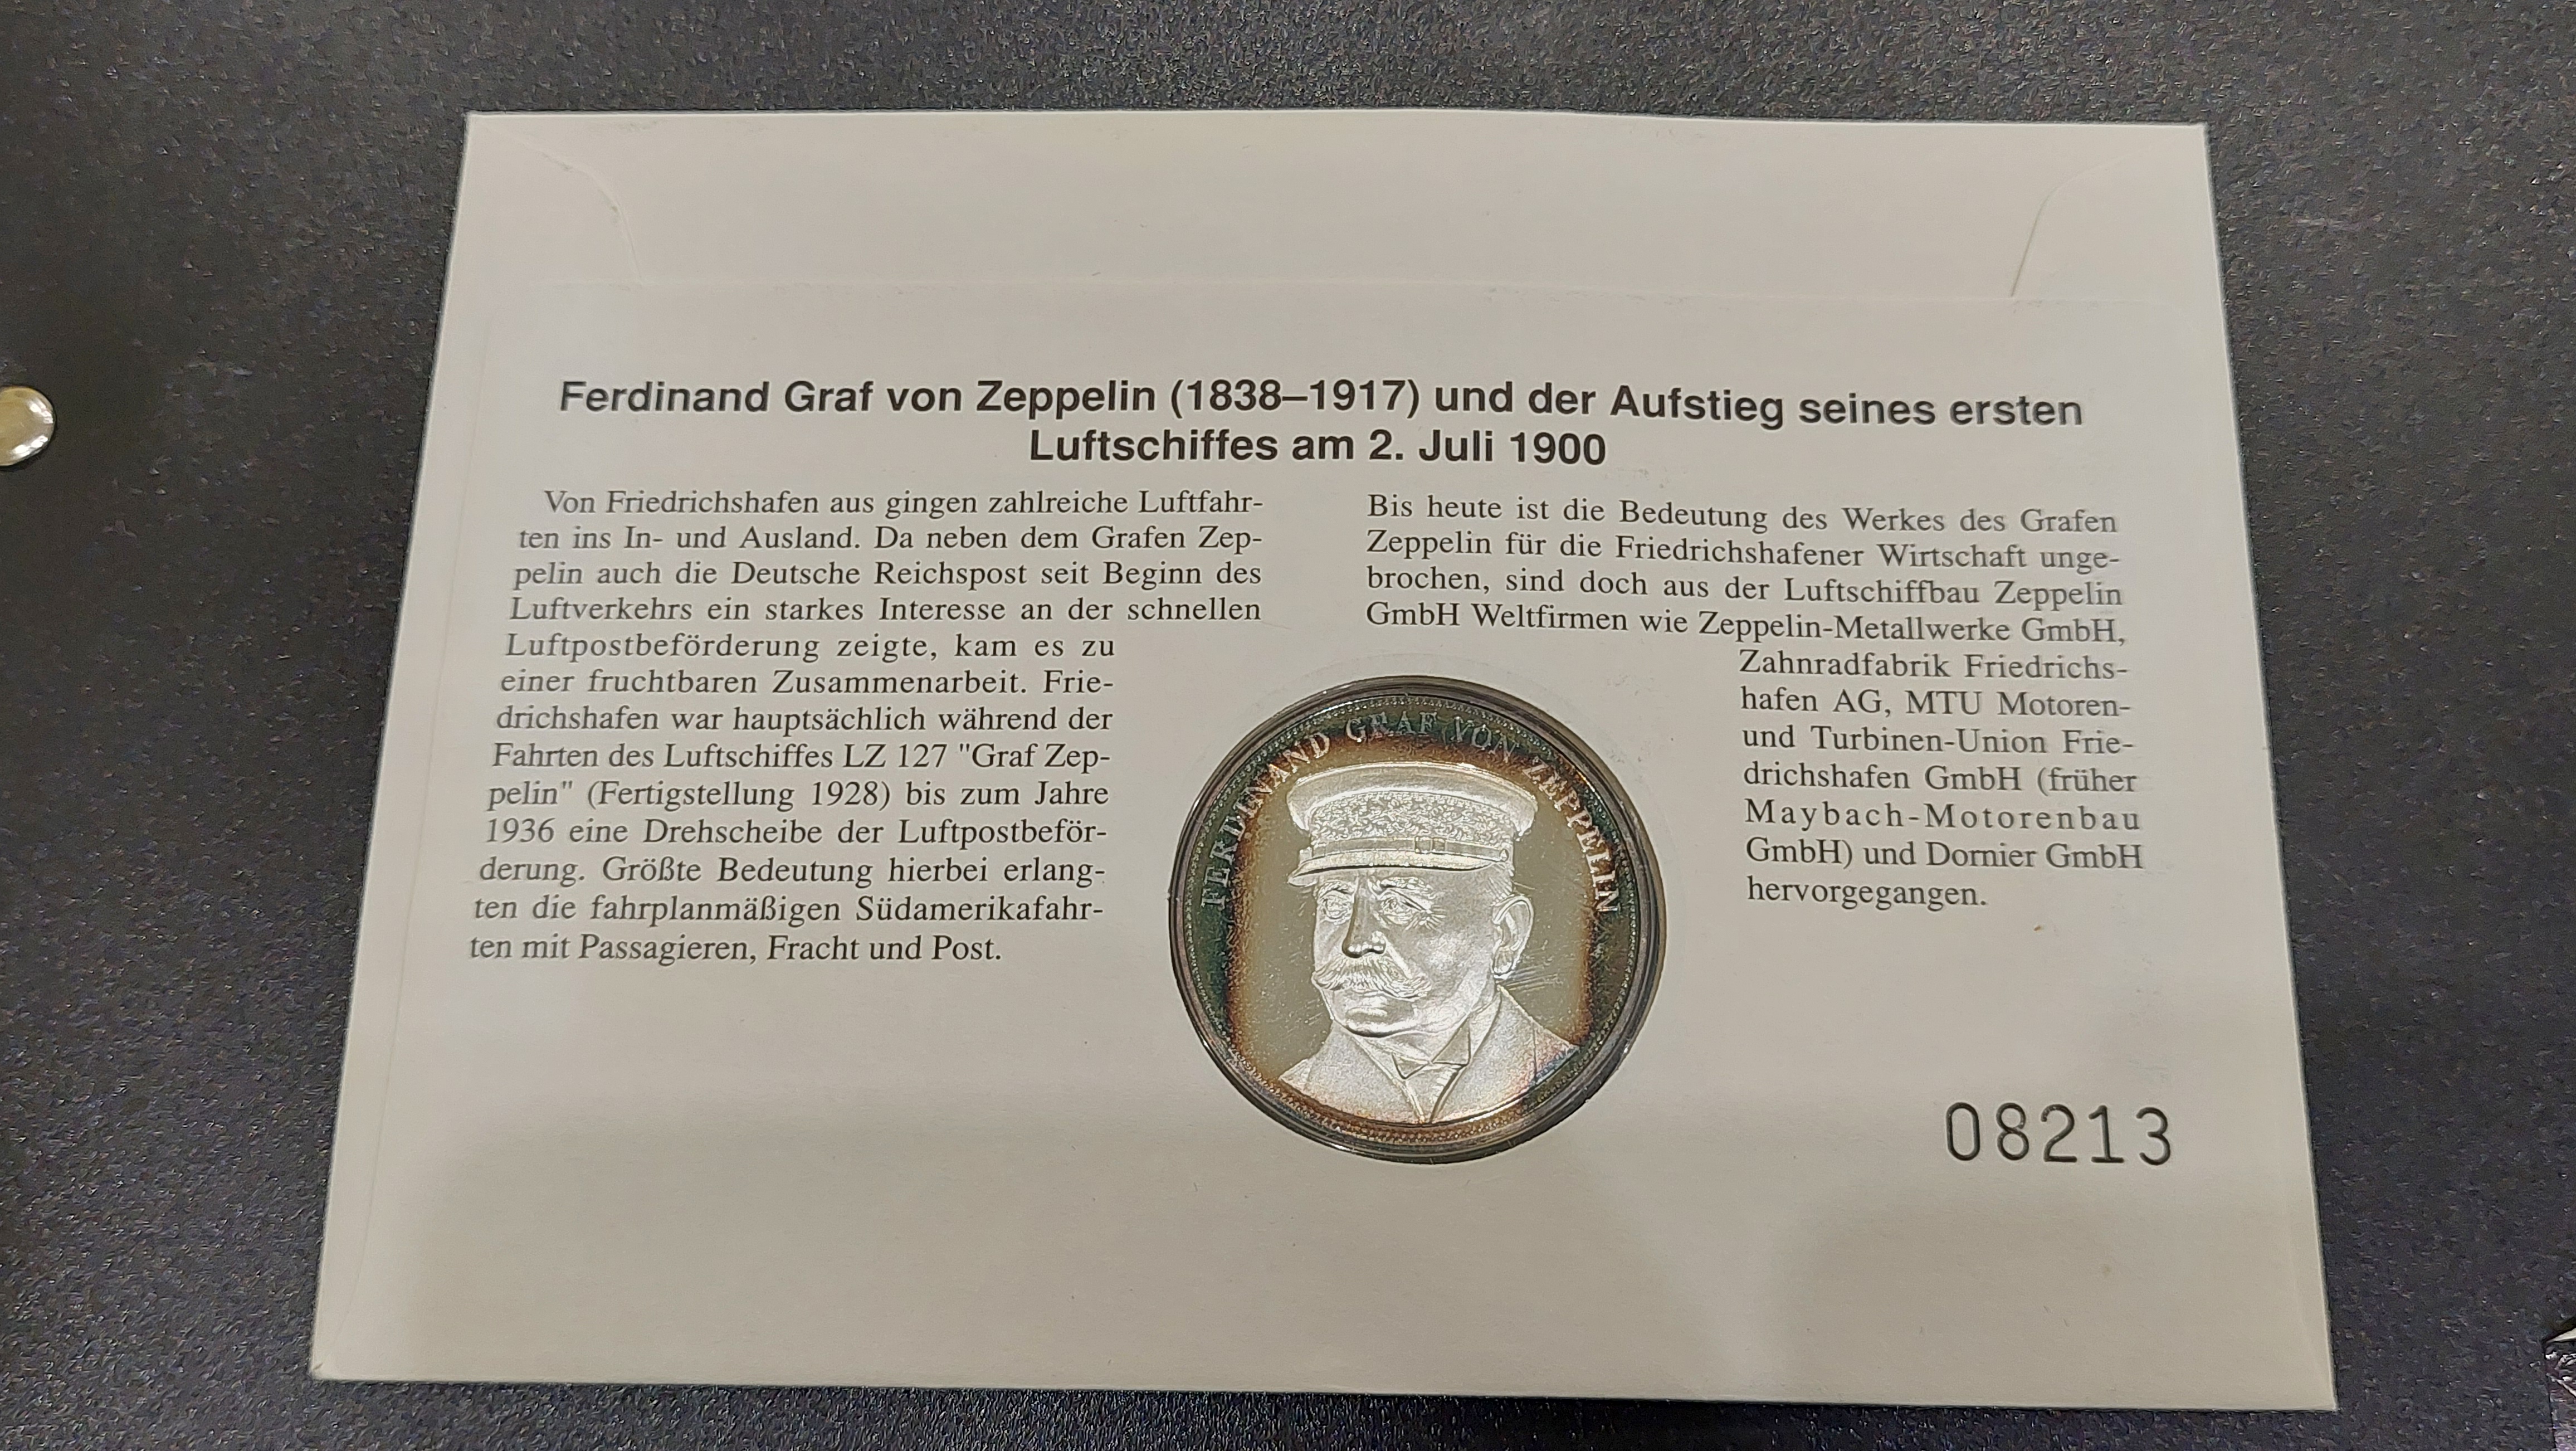 Ferdinand Graf von Zeppelin (1838–1917) und der Aufstieg seines ersten
Luftschiffes am 2. Juli 1900
Von Friedrichshafen aus gingen zahlreiche Luftfahr-
ten ins In- und Ausland. Da neben dem Grafen Zep-
pelin auch die Deutsche Reichspost seit Beginn des
Luftverkehrs ein starkes Interesse an der schnellen
Luftpostbeförderung zeigte, kam es zu
einer fruchtbaren Zusammenarbeit. Frie-
drichshafen war hauptsächlich während der
Fahrten des Luftschiffes LZ 127 "Graf Zep-
pelin" (Fertigstellung 1928) bis zum Jahre
1936 eine Drehscheibe der Luftpostbeför-
derung. Größte Bedeutung hierbei erlang-
ten die fahrplanmäßigen Südamerikafahr-
ten mit Passagieren, Fracht und Post.
Bis heute ist die Bedeutung des Werkes des Grafen
Zeppelin für die Friedrichshafener Wirtschaft unge-
brochen, sind doch aus der Luftschiffbau Zeppelin
GmbH Weltfirmen wie Zeppelin-Metallwerke GmbH,
Zahnradfabrik Friedrichs-
hafen AG, MTU Motoren-
und Turbinen-Union Frie-
drichshafen GmbH (früher
Maybach-Motorenbau
GmbH) und Dornier GmbH
hervorgegangen.
FERDINAND GRAF VON ZEPPELIN
08213